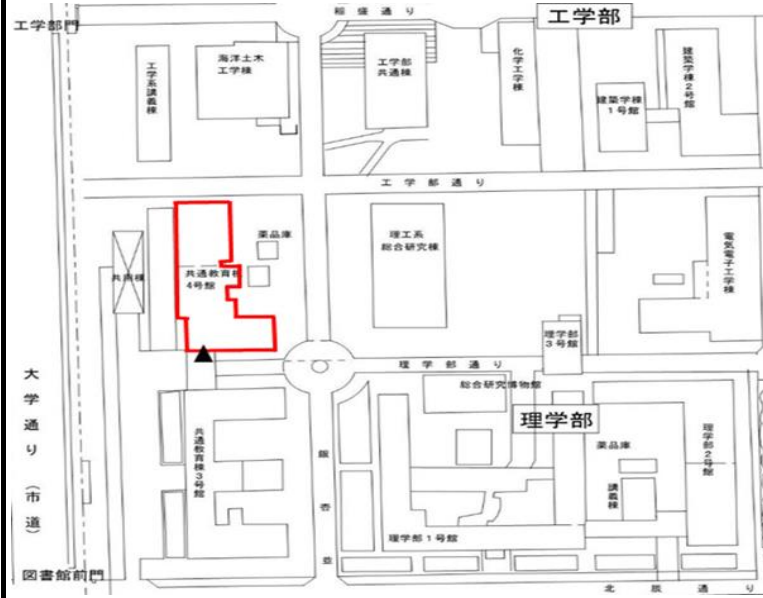 稲盛通り
工学部門
工学部
工学系講義棟
海洋土木
工学棟
工学部
共通棟
化学工学棟
建築学棟
1号館
建築学棟2号館
工学部通り
薬品庫
共通教育棟
4号館
理工系
総合研究棟
電気電子工学棟
理学部
3号館
理学部通り
総合研究博物館
理学部
大学通り(市道)
共通教育棟3号館
銀杏並
薬品庫
講義棟
理学部2号館
理学部1号館
図書館前門
北辰通り